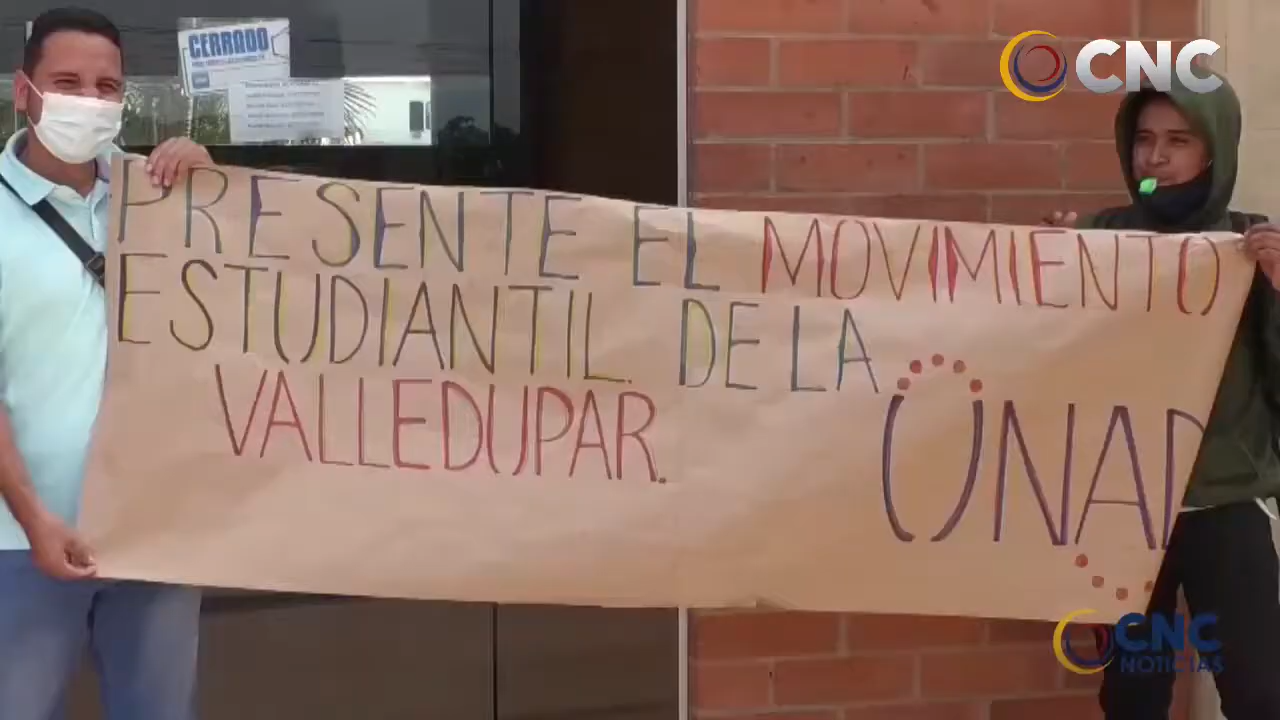 CERRADO
CNC
PRESENTE EL MOVIMIENTO
ESTUDIANTIL. DE LA
VALLEDUPAR.
UNAD
CNC
NOTICIAS